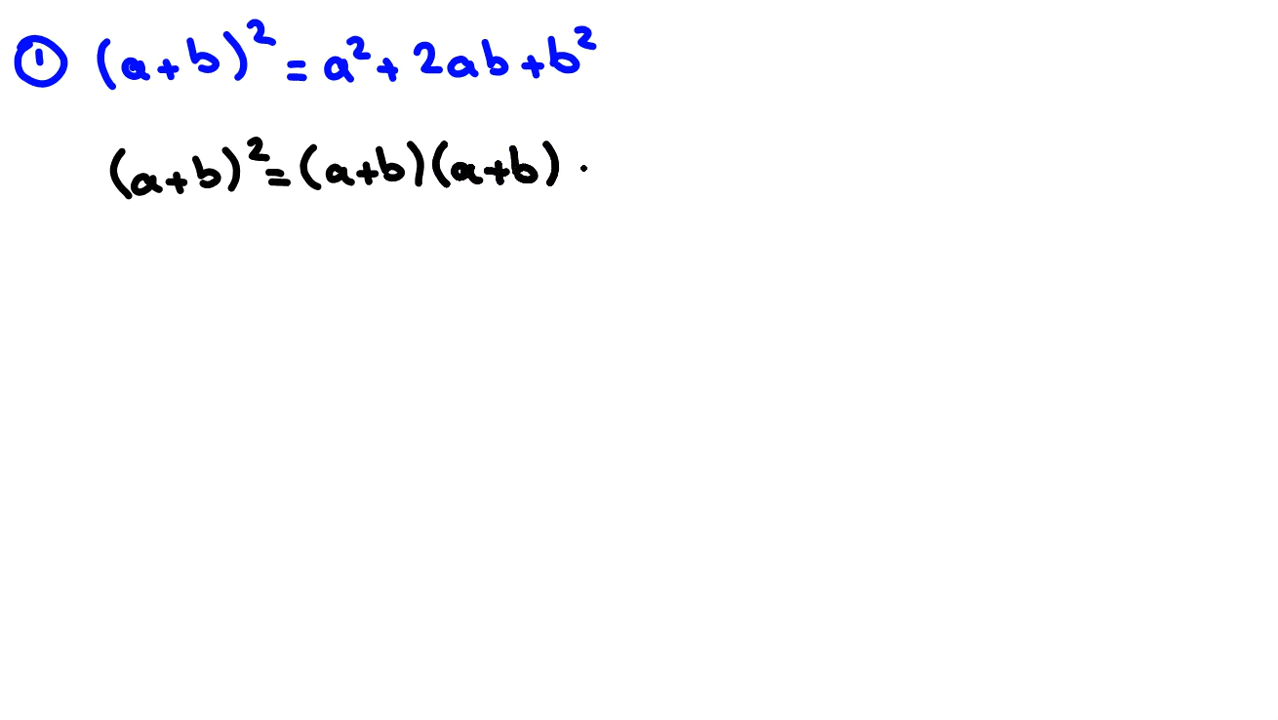 ① (a+b)² = a² + 2ab + b²
(a+b)² = (a+b)(a+b) ·